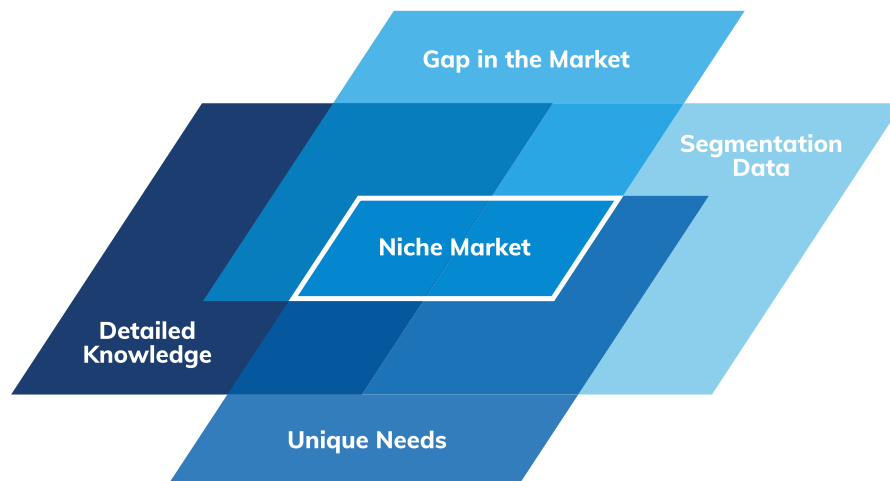 Gap in the Market
Segmentation
Data
Niche Market
Detailed
Knowledge
Unique Needs